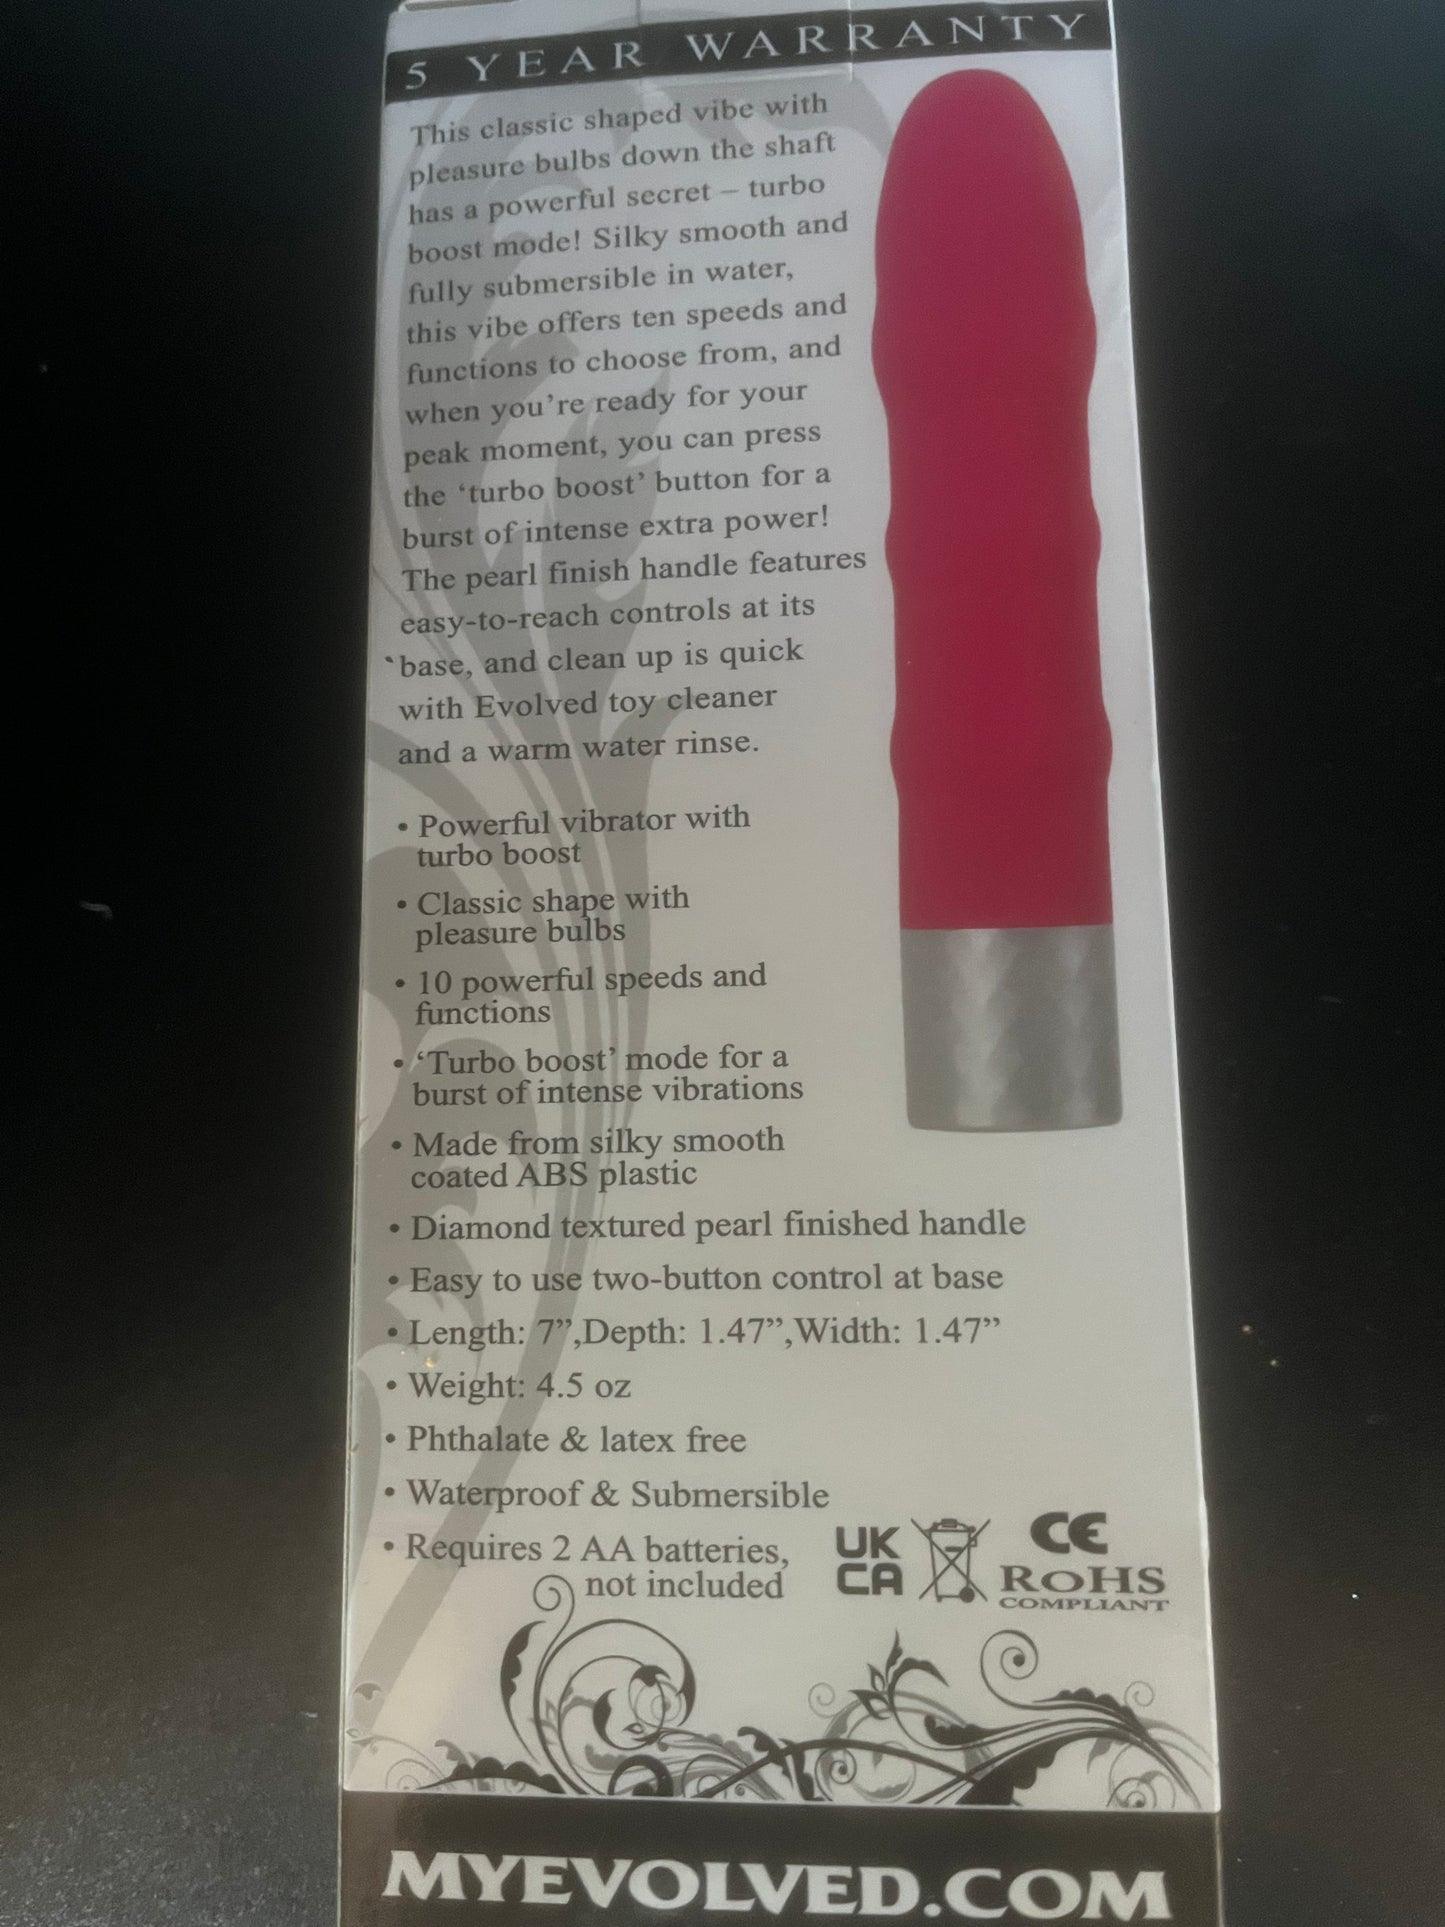 5 YEAR WARRANTY
This classic shaped vibe with
pleasure bulbs down the shaft
has a powerful secret – turbo
boost mode! Silky smooth and
fully submersible in water,
this vibe offers ten speeds and
functions to choose from, and
when you’re ready for your
peak moment, you can press
the ‘turbo boost’ button for a
burst of intense extra power!
The pearl finish handle features
easy-to-reach controls at its
base, and clean up is quick
with Evolved toy cleaner
and a warm water rinse.
• Powerful vibrator with
turbo boost
• Classic shape with
pleasure bulbs
• 10 powerful speeds and
functions
• ‘Turbo boost’ mode for a
burst of intense vibrations
• Made from silky smooth
coated ABS plastic
• Diamond textured pearl finished handle
• Easy to use two-button control at base
• Length: 7”,Depth: 1.47”,Width: 1.47”
• Weight: 4.5 oz
• Phthalate & latex free
• Waterproof & Submersible
• Requires 2 AA batteries,
not included
UK
CA
CE
ROHS
COMPLIANT
MYEVOLVED.COM